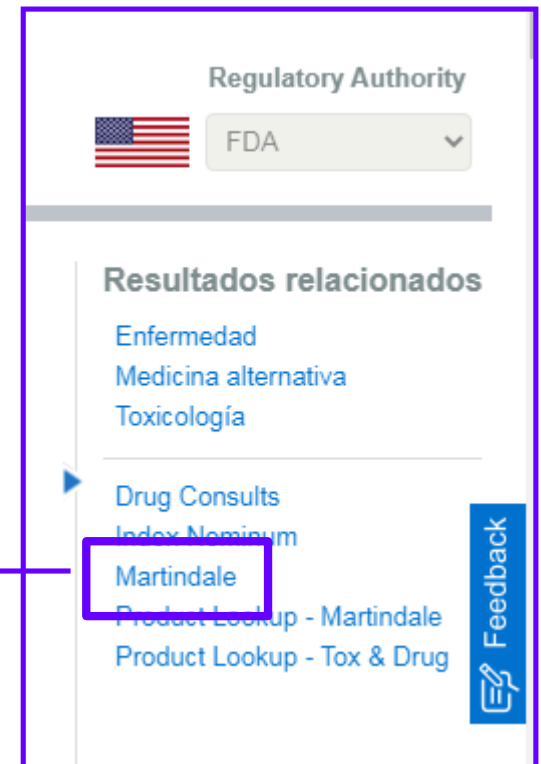 Regulatory Authority
FDA
Resultados relacionados
Enfermedad
Medicina alternativa
Toxicología
Drug Consults
Index Nominum
Martindale
Product Lookup - Martindale
Product Lookup - Tox & Drug
Feedback